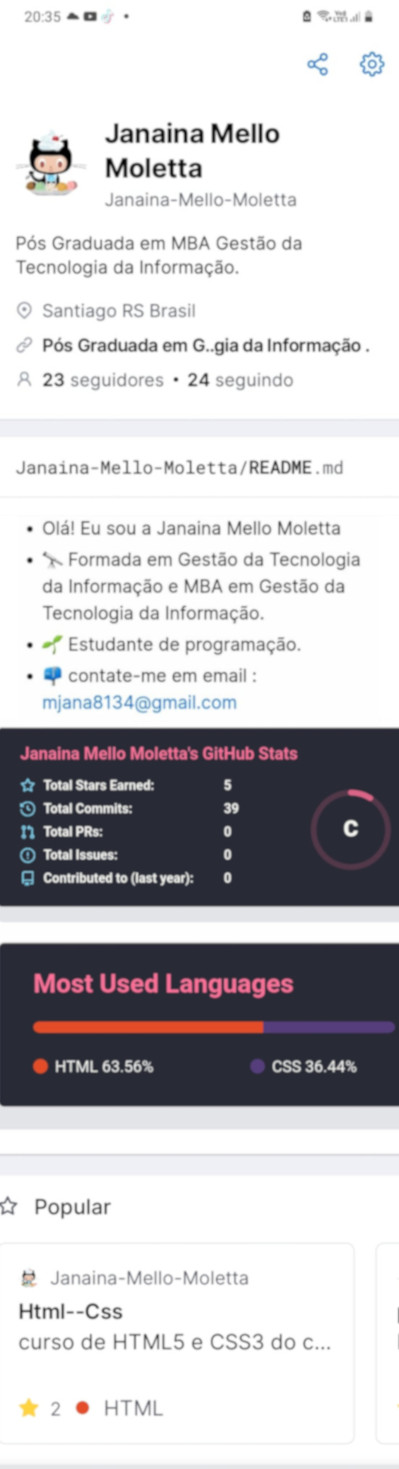 20:35
Janaina Mello
Moletta
Janaina-Mello-Moletta
Pós Graduada em MBA Gestão da
Tecnologia da Informação.
Santiago RS Brasil
Pós Graduada em G..gia da Informação .
23 seguidores • 24 seguindo
Janaina-Mello-Moletta/README.md
• Olá! Eu sou a Janaina Mello Moletta
• 🔭 Formada em Gestão da Tecnologia
da Informação e MBA em Gestão da
Tecnologia da Informação.
• 🌱 Estudante de programação.
• 📫 contate-me em email :
mjana8134@gmail.com
Janaina Mello Moletta's GitHub Stats
Total Stars Earned: 5
Total Commits: 39
Total PRs: 0
Total Issues: 0
Contributed to (last year): 0
C
Most Used Languages
HTML 63.56% CSS 36.44%
Popular
Janaina-Mello-Moletta
Html--Css
curso de HTML5 e CSS3 do c...
2 HTML